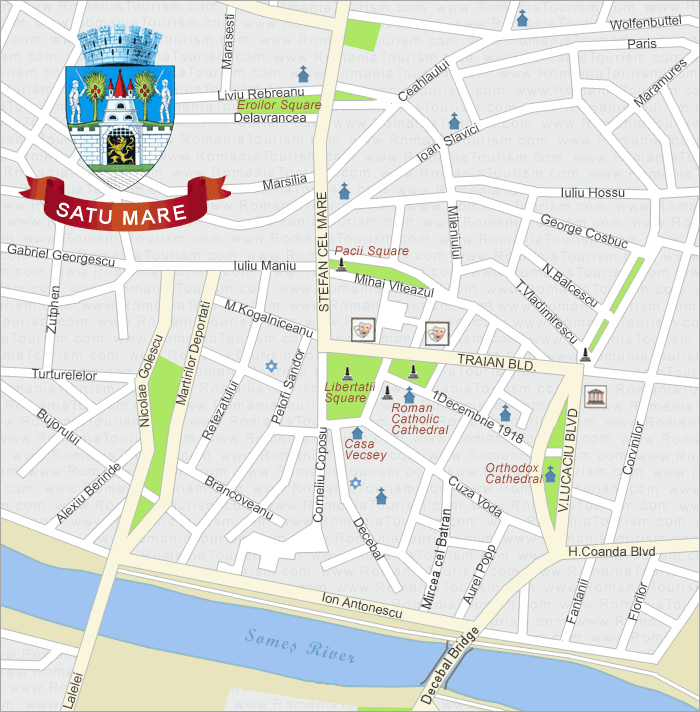 Wolfenbuttel
Paris
Marasesti
Ceahlaului
Maramures
Liviu Rebreanu
Eroilor Square
Delavrancea
Ioan Slavici
Marsilia
Iuliu Hossu
SATU MARE
STEFAN CEL MARE
Mileniului
George Cosbuc
Pacii Square
Gabriel Georgescu
Iuliu Maniu
Mihai Viteazul
N.Balcescu
T.Vladimirescu
Zutphen
M.Kogalniceanu
Nicolae Golescu
Martirilor Deportati
TRAIAN BLD.
Turturelelor
Petofi Sandor
Libertatii
Square
Retezafului
1Decembrie 1918
Roman
Catholic
Cathedral
Bujorului
Casa
Vecsey
V.LUCACIU BLVD
Corvinilor
Orthodox
Cathedral
Alexiu Berinde
Brancoveanu
Corneliu Coposu
Cuza Voda
Decebal
Mircea cel Batran
Aurel Popp
H.Coanda Blvd
Ion Antonescu
Fantanii
Florilor
Someș River
Decebal Bridge
Lalelei
www.RomaniaTourism.com